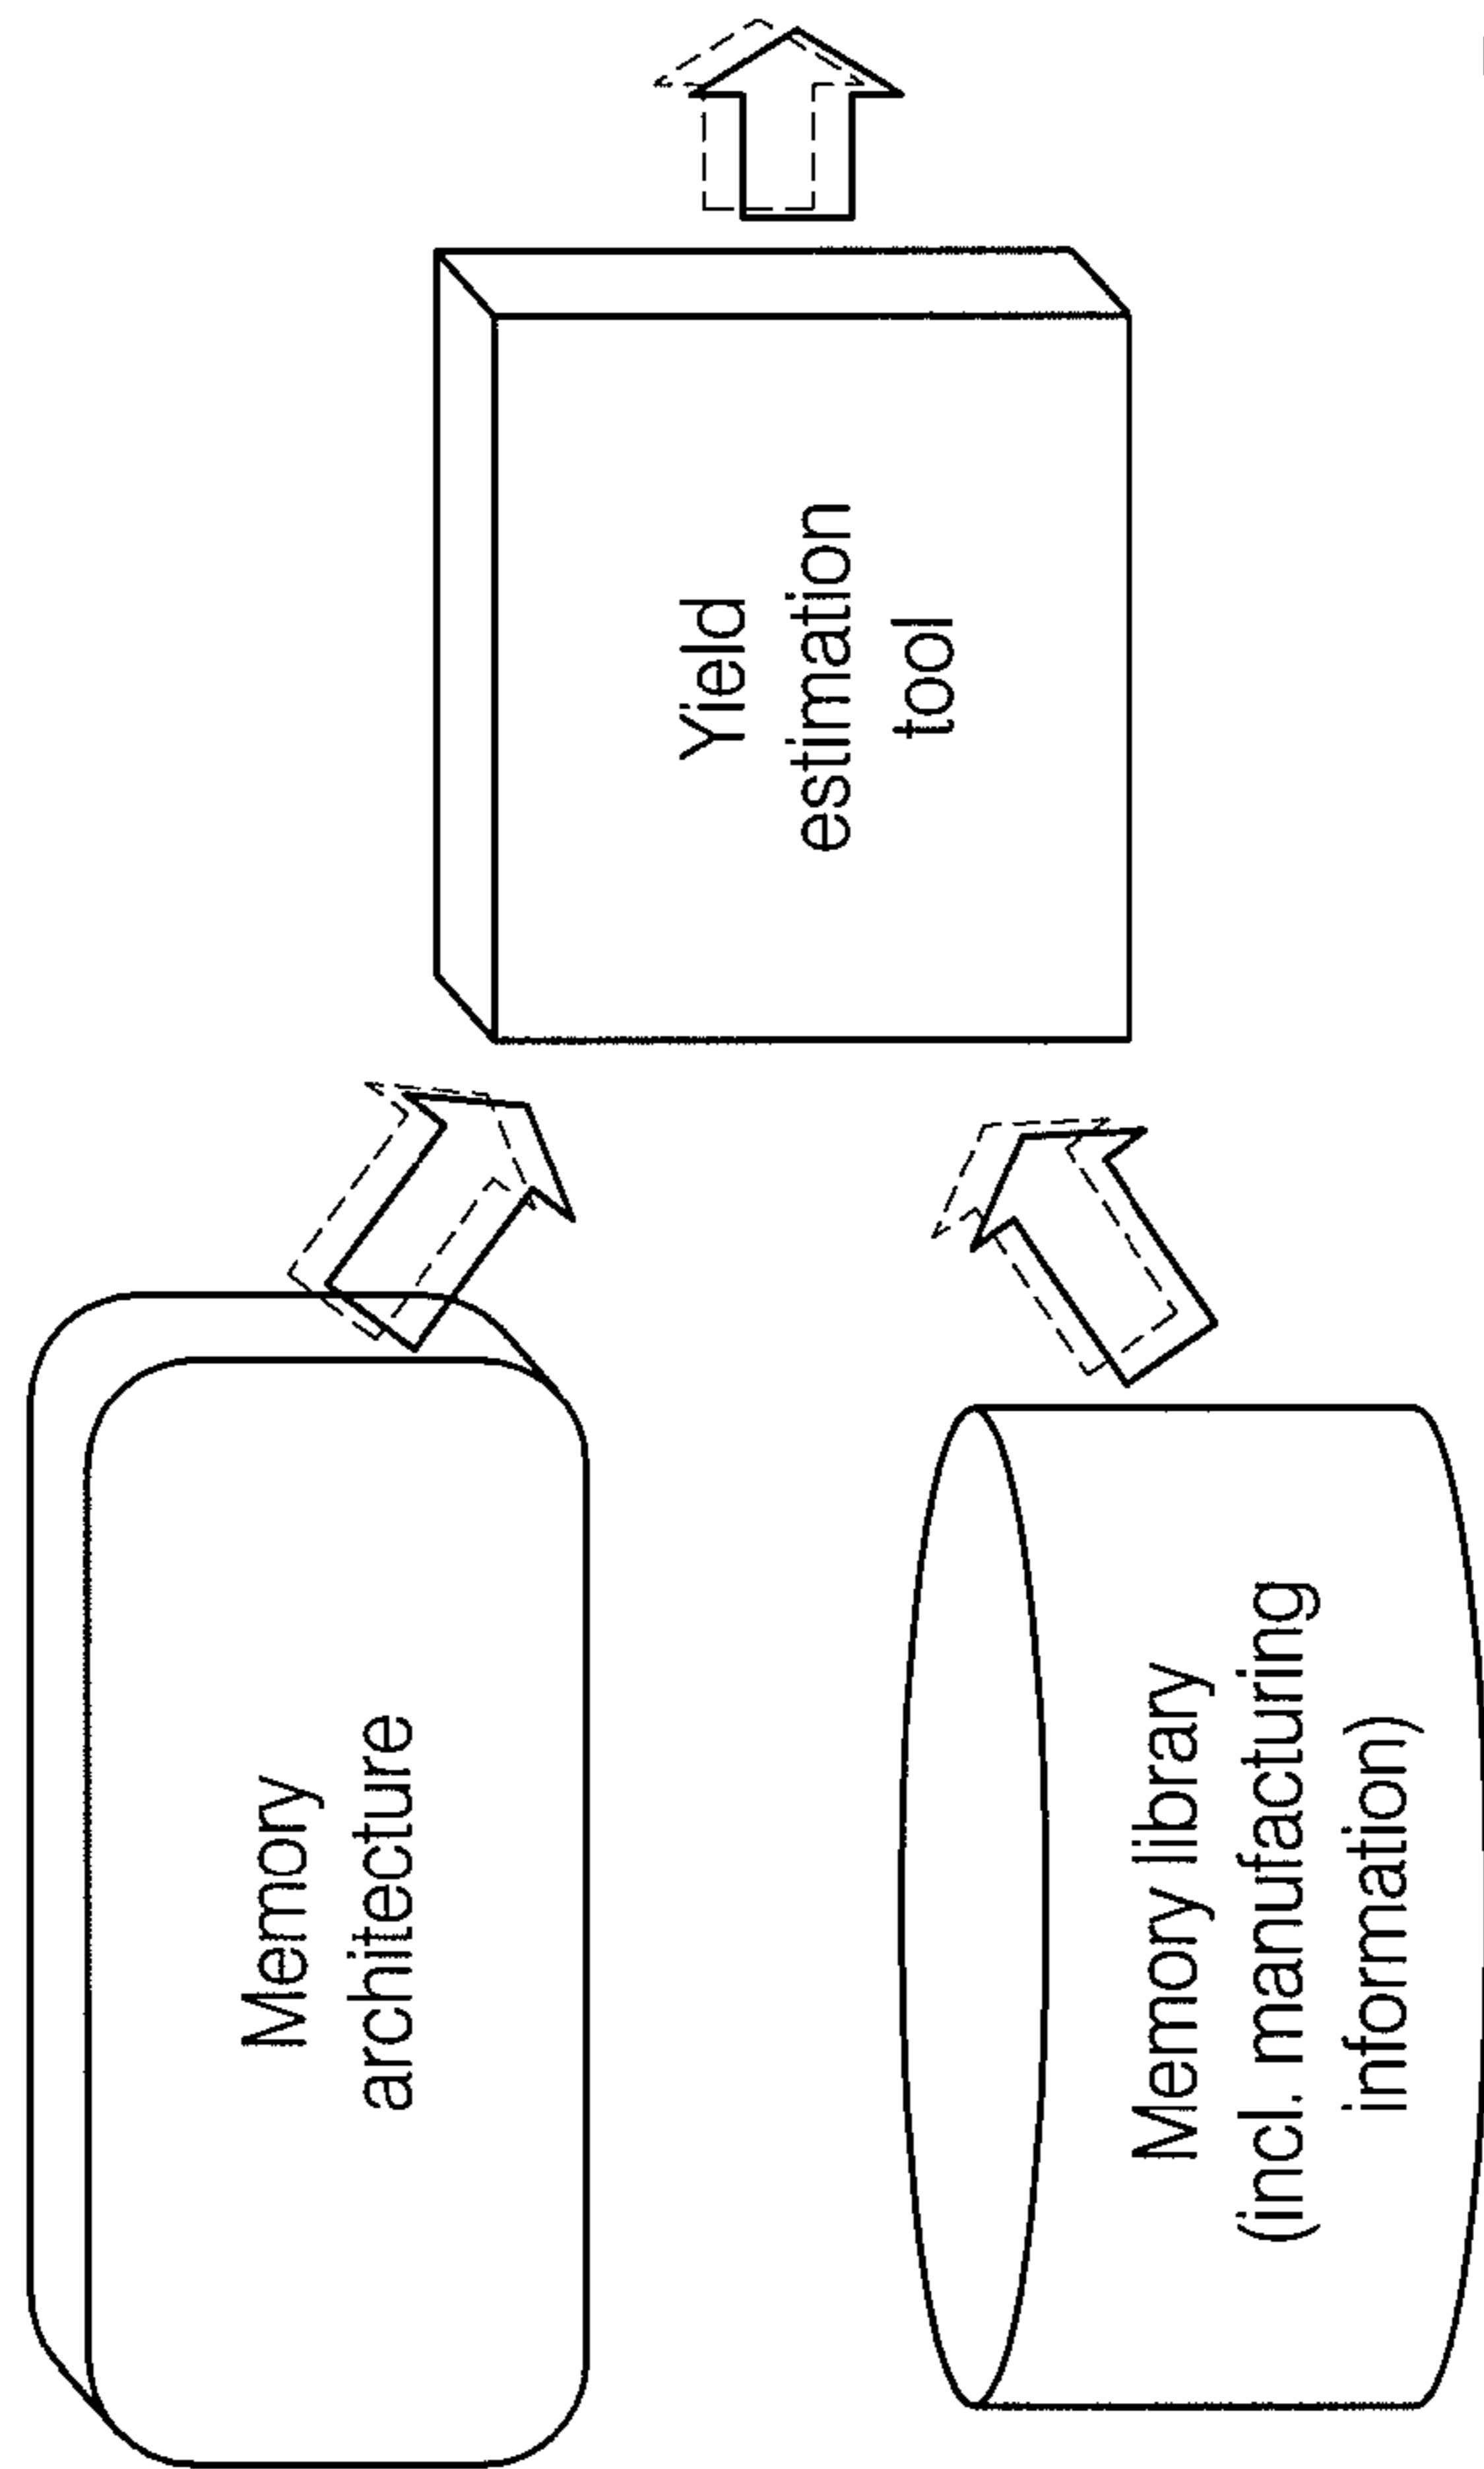 Memory
architecture
Memory library
(incl. manufacturing
information)
Yield
estimation
tool